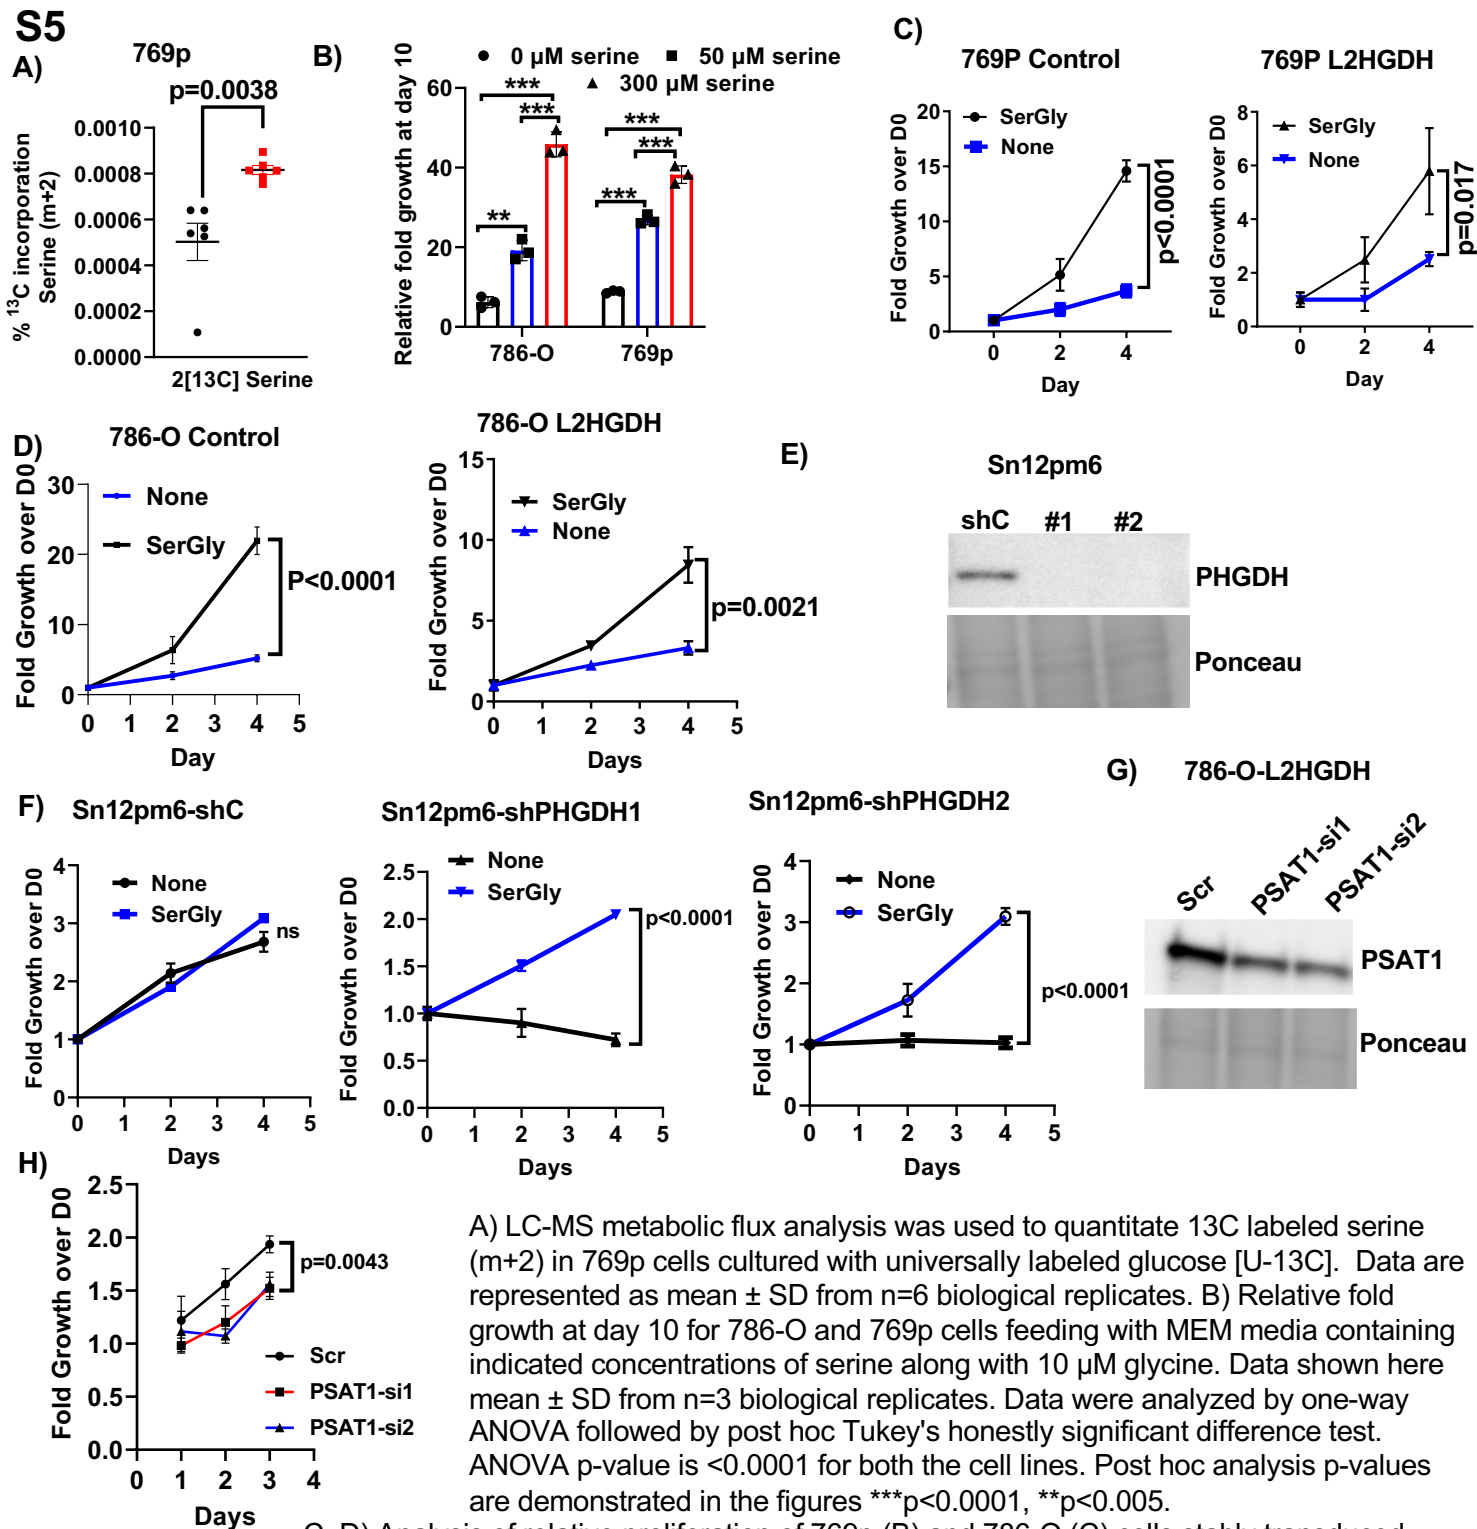 S5
A)
769p
p=0.0038
% ¹³C incorporation
Serine (m+2)
0.0010
0.0008
0.0006
0.0004
0.0002
0.0000
2[13C] Serine
B)
0 µM serine
50 µM serine
300 µM serine
Relative fold growth at day 10
60
40
20
0
***
***
**
***
***
***
786-O
769p
C)
769P Control
Fold Growth over D0
20
15
10
5
0
SerGly
None
p<0.0001
0
2
4
Day
769P L2HGDH
Fold Growth over D0
8
6
4
2
0
SerGly
None
p=0.017
0
2
4
Day
D)
786-O Control
Fold Growth over D0
30
20
10
0
None
SerGly
P<0.0001
0
2
4
5
Day
786-O L2HGDH
Fold Growth over D0
15
10
5
0
SerGly
None
p=0.0021
0
1
2
3
4
5
Days
E)
Sn12pm6
shC
#1
#2
PHGDH
Ponceau
F)
Sn12pm6-shC
Fold Growth over D0
4
3
2
1
0
None
SerGly
ns
0
1
2
3
4
5
Days
Sn12pm6-shPHGDH1
Fold Growth over D0
2.5
2.0
1.5
1.0
0.5
0.0
None
SerGly
p<0.0001
0
1
2
3
4
5
Days
Sn12pm6-shPHGDH2
Fold Growth over D0
4
3
2
1
0
None
SerGly
p<0.0001
0
1
2
3
4
5
Days
G)
786-O-L2HGDH
Scr
PSAT1-si1
PSAT1-si2
PSAT1
Ponceau
H)
Fold Growth over D0
2.5
2.0
1.5
1.0
0.5
0.0
p=0.0043
Scr
PSAT1-si1
PSAT1-si2
0
1
2
3
4
Days
A) LC-MS metabolic flux analysis was used to quantitate 13C labeled serine
(m+2) in 769p cells cultured with universally labeled glucose [U-13C]. Data are
represented as mean ± SD from n=6 biological replicates. B) Relative fold
growth at day 10 for 786-O and 769p cells feeding with MEM media containing
indicated concentrations of serine along with 10 µM glycine. Data shown here
mean ± SD from n=3 biological replicates. Data were analyzed by one-way
ANOVA followed by post hoc Tukey's honestly significant difference test.
ANOVA p-value is <0.0001 for both the cell lines. Post hoc analysis p-values
are demonstrated in the figures ***p<0.0001, **p<0.005.
C, D) Analysis of relative proliferation of 769p (B) and 786-O (C) cells stably transduced